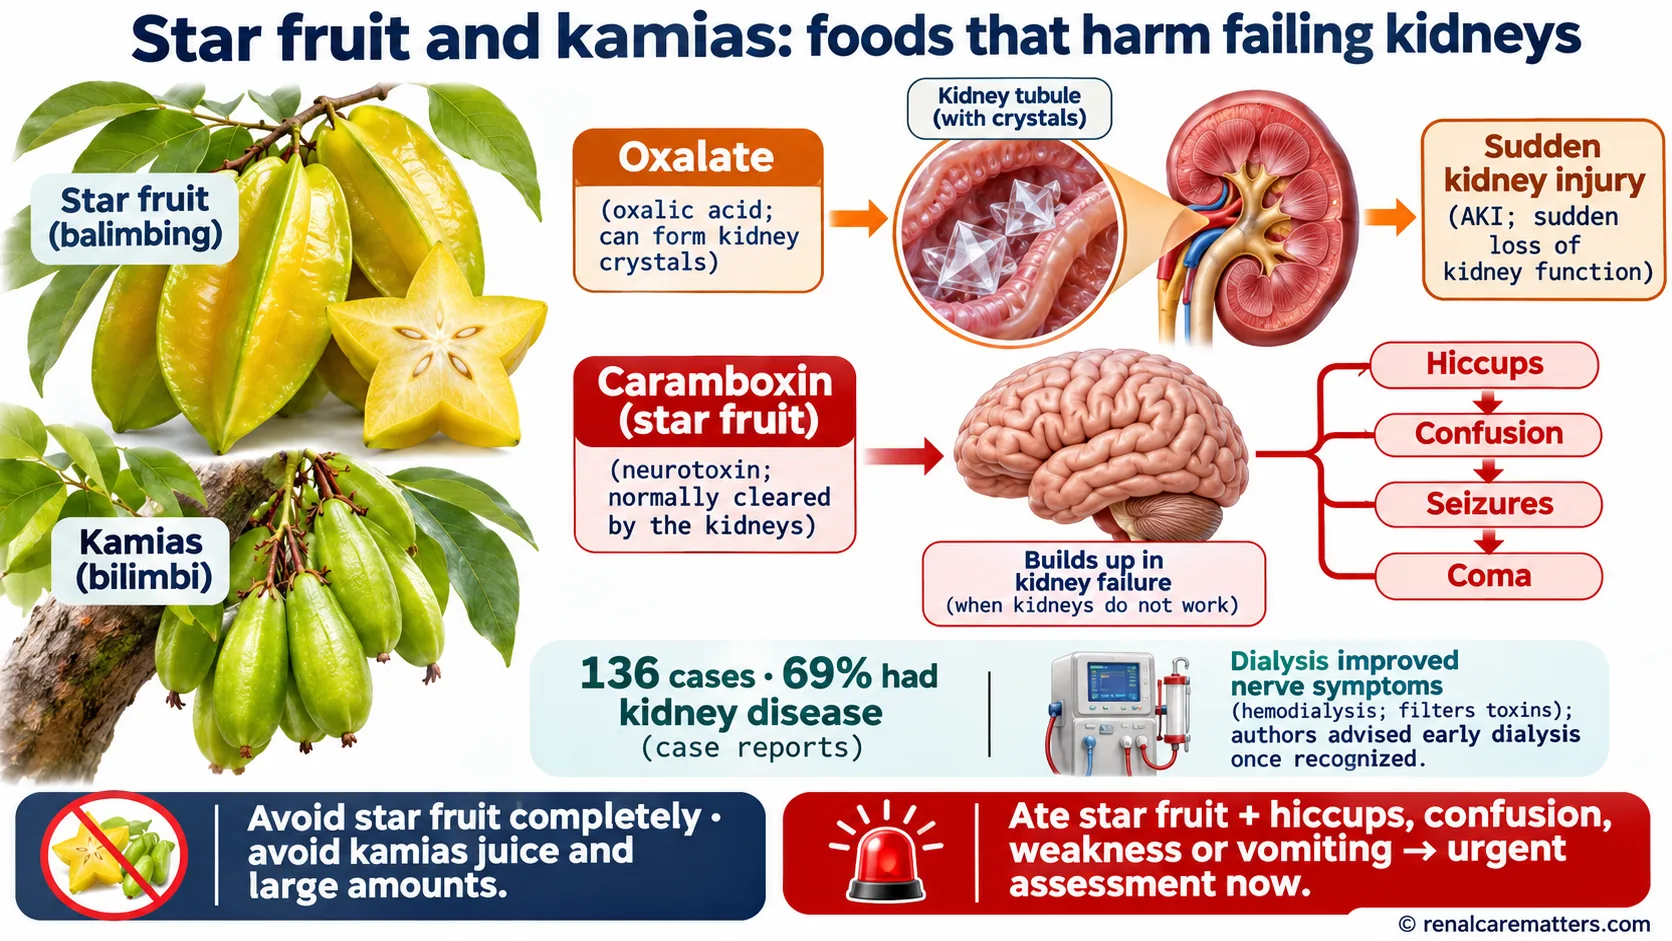 Star fruit and kamias: foods that harm failing kidneys
Star fruit
(balimbing)
Kamias
(bilimbi)
Oxalate
(oxalic acid;
can form kidney
crystals)
Kidney tubule
(with crystals)
Sudden
kidney injury
(AKI; sudden
loss of
kidney function)
Caramboxin
(star fruit)
(neurotoxin;
normally cleared
by the kidneys)
Builds up in
kidney failure
(when kidneys do not work)
Hiccups
Confusion
Seizures
Coma
136 cases · 69% had
kidney disease
(case reports)
Dialysis improved
nerve symptoms
(hemodialysis; filters toxins);
authors advised early dialysis
once recognized.
Avoid star fruit completely ·
avoid kamias juice and
large amounts.
Ate star fruit + hiccups, confusion,
weakness or vomiting → urgent
assessment now.
© renalcarematters.com